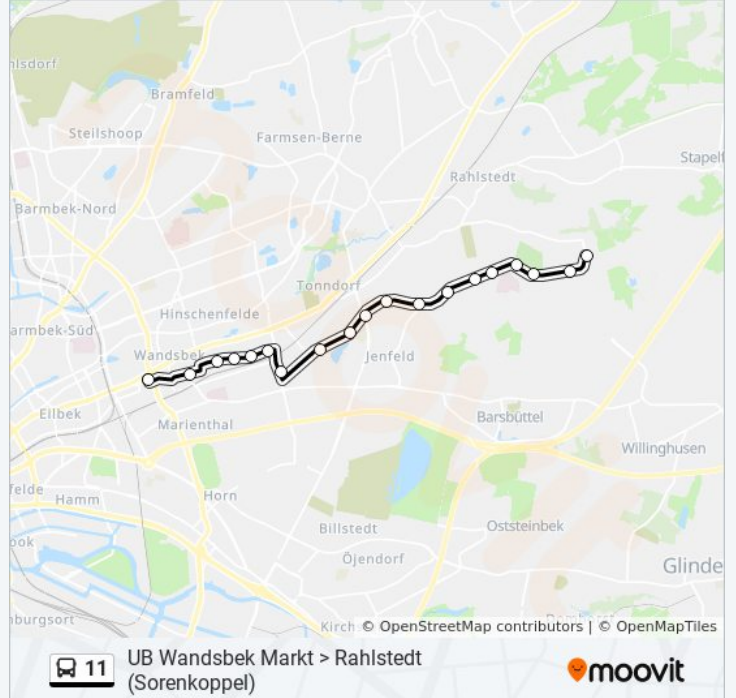 hlsdorf
Bramfeld
Steilshoop
Farmsen-Berne
Stapelf
Rahlstedt
Barmbek-Nord
Tonndorf
Hinschenfelde
armbek-Süd
Wandsbek
Jenfeld
Eilbek
Barsbüttel
Marienthal
Willinghusen
felde
Hamm
Horn
Billstedt
Oststeinbek
ook
Öjendorf
Glinde
burgsort
Kirch
© OpenStreetMap contributors | © OpenMapTiles
11
UB Wandsbek Markt > Rahlstedt
(Sorenkoppel)
moovit